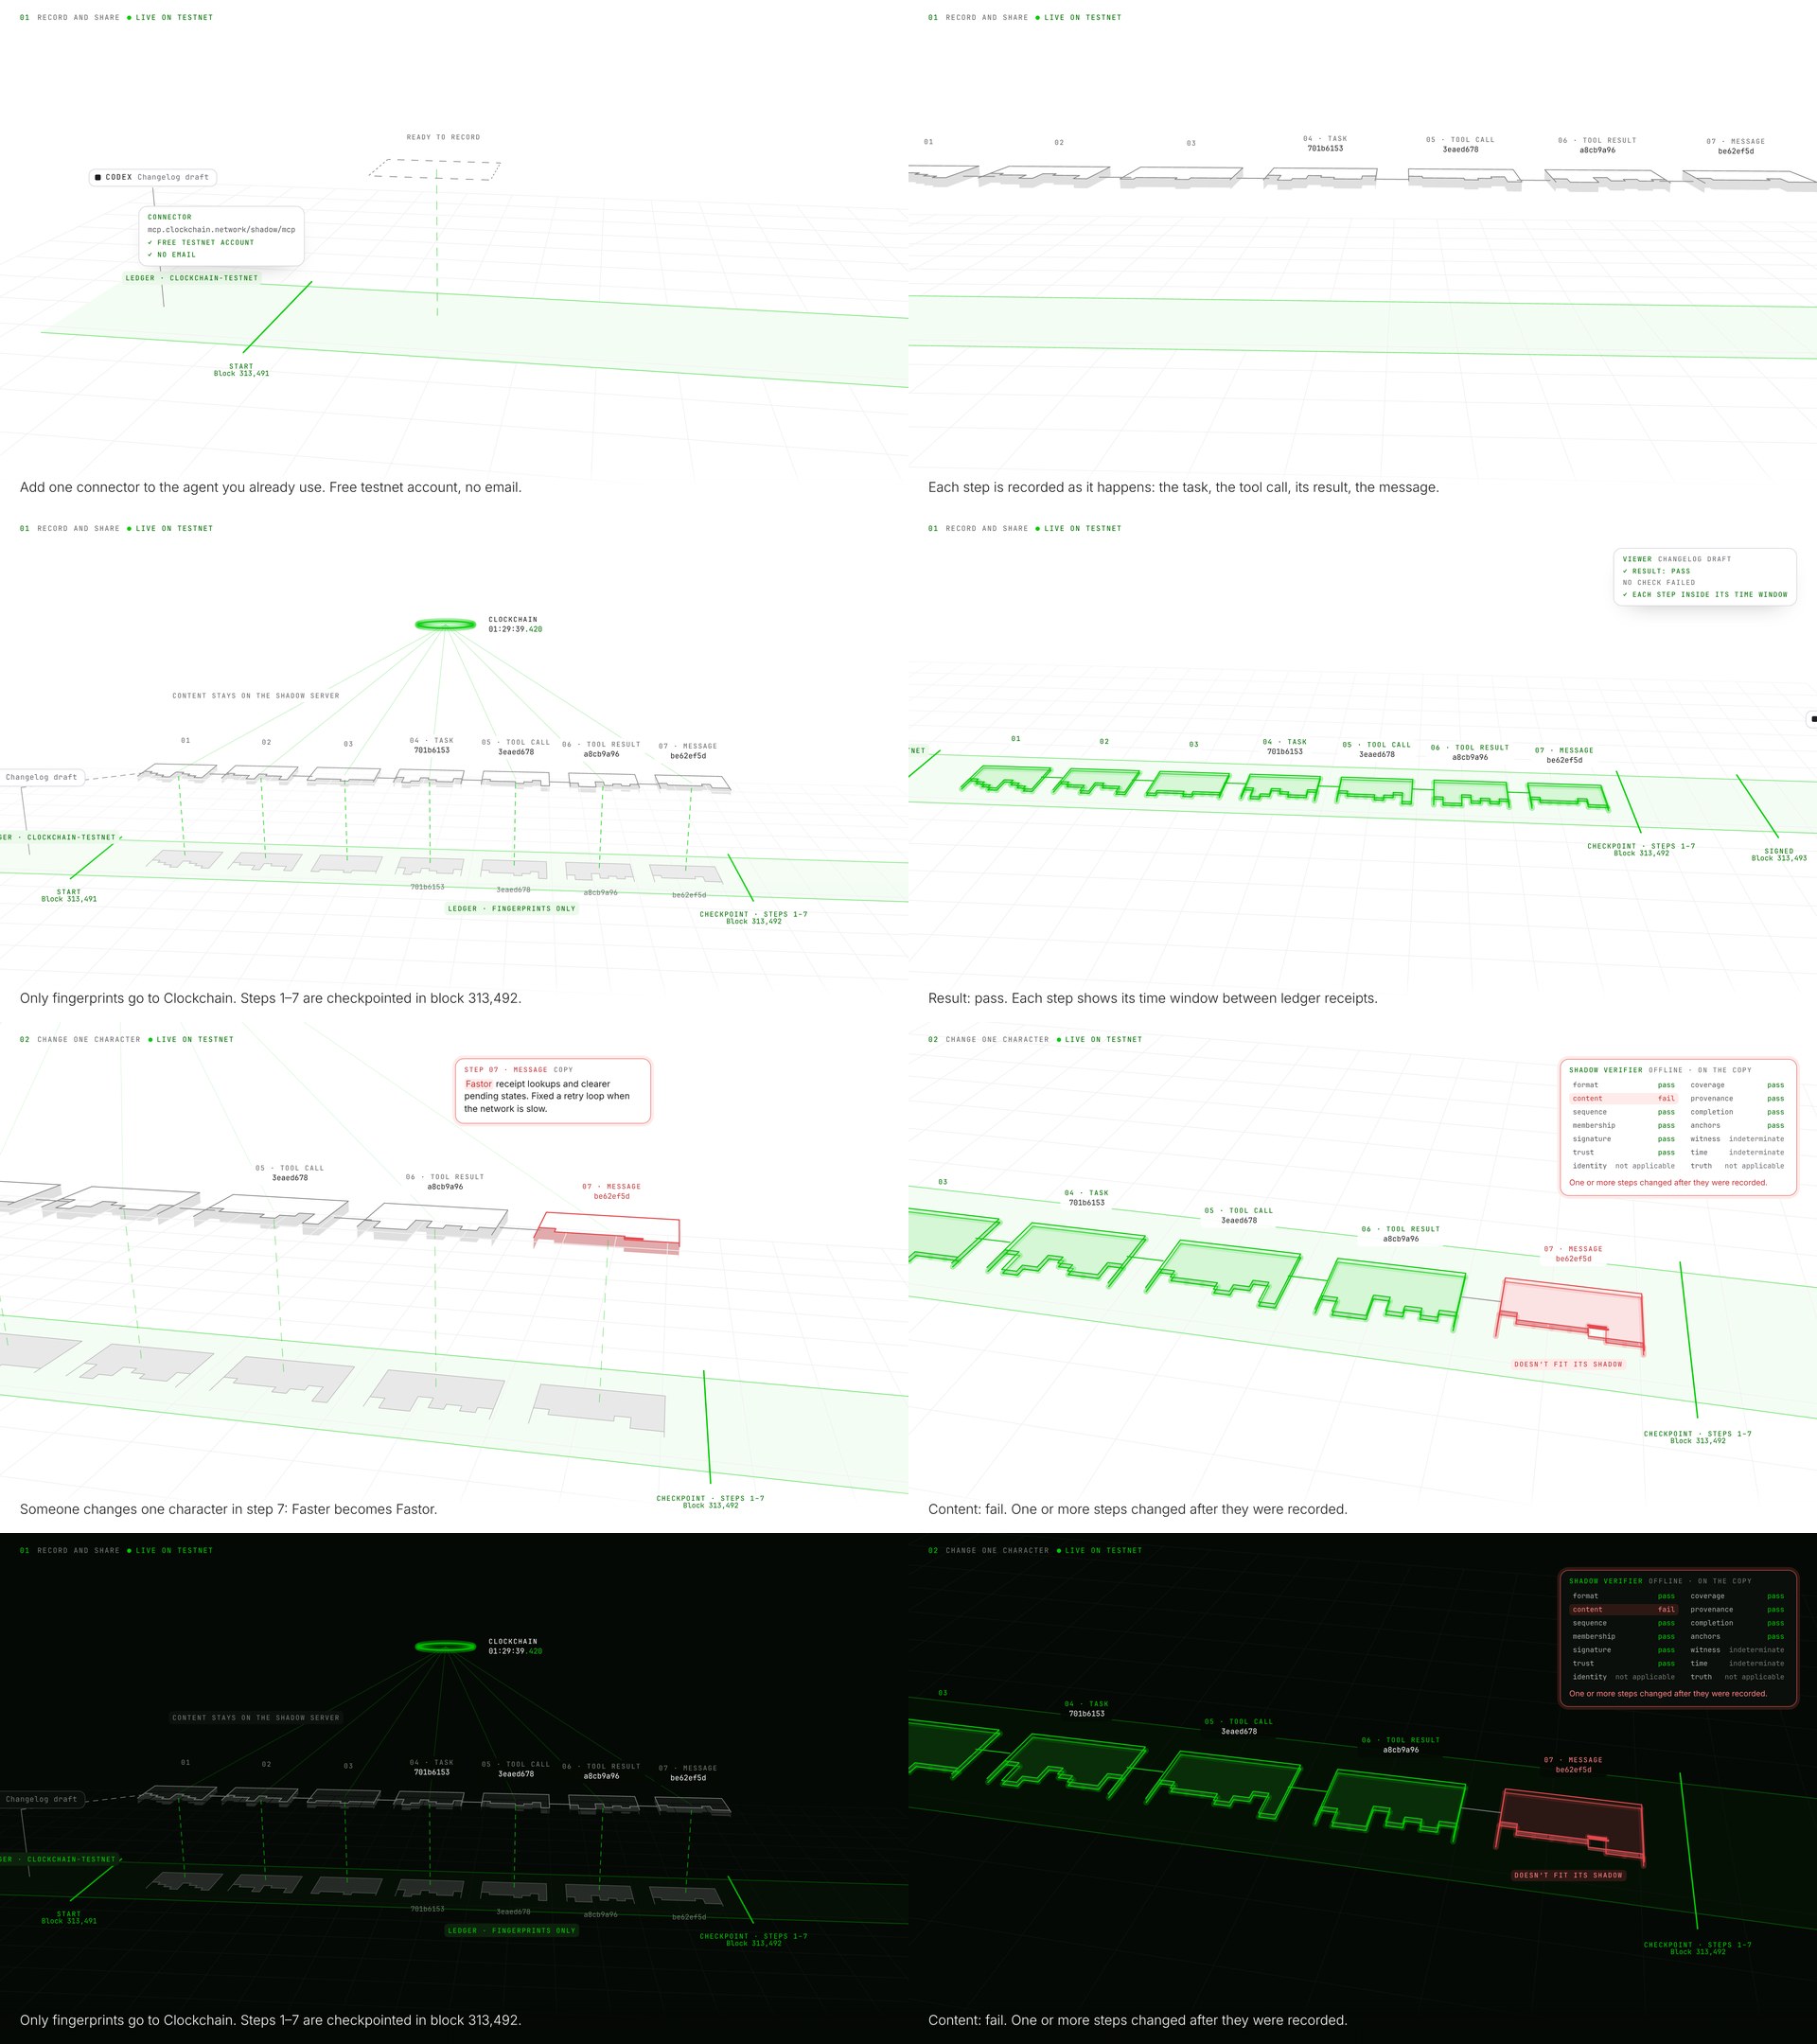 01 RECORD AND SHARE ● LIVE ON TESTNET
READY TO RECORD
CODEX Changelog draft
CONNECTOR
mcp.clockchain.network/shadow/mcp
✓ FREE TESTNET ACCOUNT
✓ NO EMAIL
LEDGER · CLOCKCHAIN-TESTNET
START
Block 313,491
Add one connector to the agent you already use. Free testnet account, no email.
01 RECORD AND SHARE ● LIVE ON TESTNET
01
02
03
04 · TASK
701b6153
05 · TOOL CALL
3eaed678
06 · TOOL RESULT
a8cb9a96
07 · MESSAGE
be62ef5d
Each step is recorded as it happens: the task, the tool call, its result, the message.
01 RECORD AND SHARE ● LIVE ON TESTNET
CLOCKCHAIN
01:29:39.420
CONTENT STAYS ON THE SHADOW SERVER
01
02
03
04 · TASK
701b6153
05 · TOOL CALL
3eaed678
06 · TOOL RESULT
a8cb9a96
07 · MESSAGE
be62ef5d
Changelog draft
GER · CLOCKCHAIN-TESTNET
START
Block 313,491
701b6153
3eaed678
a8cb9a96
be62ef5d
LEDGER · FINGERPRINTS ONLY
CHECKPOINT · STEPS 1–7
Block 313,492
Only fingerprints go to Clockchain. Steps 1–7 are checkpointed in block 313,492.
01 RECORD AND SHARE ● LIVE ON TESTNET
VIEWER CHANGELOG DRAFT
✓ RESULT: PASS
NO CHECK FAILED
✓ EACH STEP INSIDE ITS TIME WINDOW
NET
01
02
03
04 · TASK
701b6153
05 · TOOL CALL
3eaed678
06 · TOOL RESULT
a8cb9a96
07 · MESSAGE
be62ef5d
CHECKPOINT · STEPS 1–7
Block 313,492
SIGNED
Block 313,493
Result: pass. Each step shows its time window between ledger receipts.
02 CHANGE ONE CHARACTER ● LIVE ON TESTNET
STEP 07 · MESSAGE COPY
Fastor receipt lookups and clearer
pending states. Fixed a retry loop when
the network is slow.
05 · TOOL CALL
3eaed678
06 · TOOL RESULT
a8cb9a96
07 · MESSAGE
be62ef5d
CHECKPOINT · STEPS 1–7
Block 313,492
Someone changes one character in step 7: Faster becomes Fastor.
02 CHANGE ONE CHARACTER ● LIVE ON TESTNET
SHADOW VERIFIER OFFLINE · ON THE COPY
format pass coverage pass
content fail provenance pass
sequence pass completion pass
membership pass anchors pass
signature pass witness indeterminate
trust pass time indeterminate
identity not applicable truth not applicable
One or more steps changed after they were recorded.
03
04 · TASK
701b6153
05 · TOOL CALL
3eaed678
06 · TOOL RESULT
a8cb9a96
07 · MESSAGE
be62ef5d
DOESN'T FIT ITS SHADOW
CHECKPOINT · STEPS 1–7
Block 313,492
Content: fail. One or more steps changed after they were recorded.
01 RECORD AND SHARE ● LIVE ON TESTNET
CLOCKCHAIN
01:29:39.420
CONTENT STAYS ON THE SHADOW SERVER
01
02
03
04 · TASK
701b6153
05 · TOOL CALL
3eaed678
06 · TOOL RESULT
a8cb9a96
07 · MESSAGE
be62ef5d
Changelog draft
GER · CLOCKCHAIN-TESTNET
START
Block 313,491
701b6153
3eaed678
a8cb9a96
be62ef5d
LEDGER · FINGERPRINTS ONLY
CHECKPOINT · STEPS 1–7
Block 313,492
Only fingerprints go to Clockchain. Steps 1–7 are checkpointed in block 313,492.
02 CHANGE ONE CHARACTER ● LIVE ON TESTNET
SHADOW VERIFIER OFFLINE · ON THE COPY
format pass coverage pass
content fail provenance pass
sequence pass completion pass
membership pass anchors pass
signature pass witness indeterminate
trust pass time indeterminate
identity not applicable truth not applicable
One or more steps changed after they were recorded.
03
04 · TASK
701b6153
05 · TOOL CALL
3eaed678
06 · TOOL RESULT
a8cb9a96
07 · MESSAGE
be62ef5d
DOESN'T FIT ITS SHADOW
CHECKPOINT · STEPS 1–7
Block 313,492
Content: fail. One or more steps changed after they were recorded.